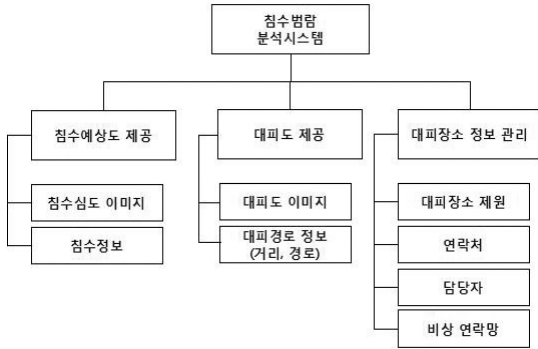 침수범람
분석시스템
침수예상도 제공
대피도 제공
대피장소 정보 관리
침수심도 이미지
대피도 이미지
대피장소 제원
침수정보
대피경로 정보
(거리, 경로)
연락처
담당자
비상 연락망